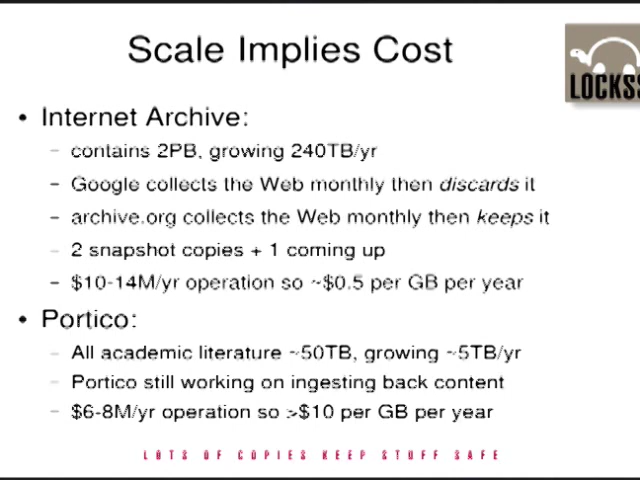 Scale Implies Cost
LOCKSS
• Internet Archive:
– contains 2PB, growing 240TB/yr
– Google collects the Web monthly then discards it
– archive.org collects the Web monthly then keeps it
– 2 snapshot copies + 1 coming up
– $10-14M/yr operation so ~$0.5 per GB per year
• Portico:
– All academic literature ~50TB, growing ~5TB/yr
– Portico still working on ingesting back content
– $6-8M/yr operation so >$10 per GB per year
LOTS OF COPIES KEEP STUFF SAFE